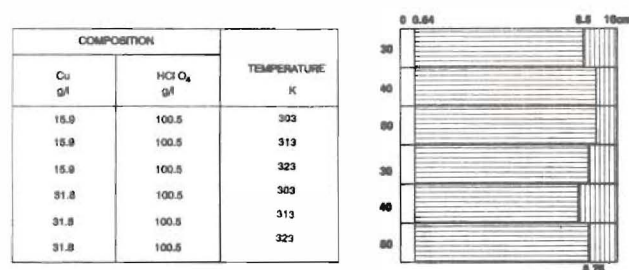 COMPOSITION
TEMPERATURE
Cu HCl O4
g/l g/l K
15.9 100.5 303
15.9 100.5 313
15.9 100.5 323
31.8 100.5 303
31.8 100.5 313
31.8 100.5 323
0 0.64 8.5 10cm
30
40
50
30
40
50